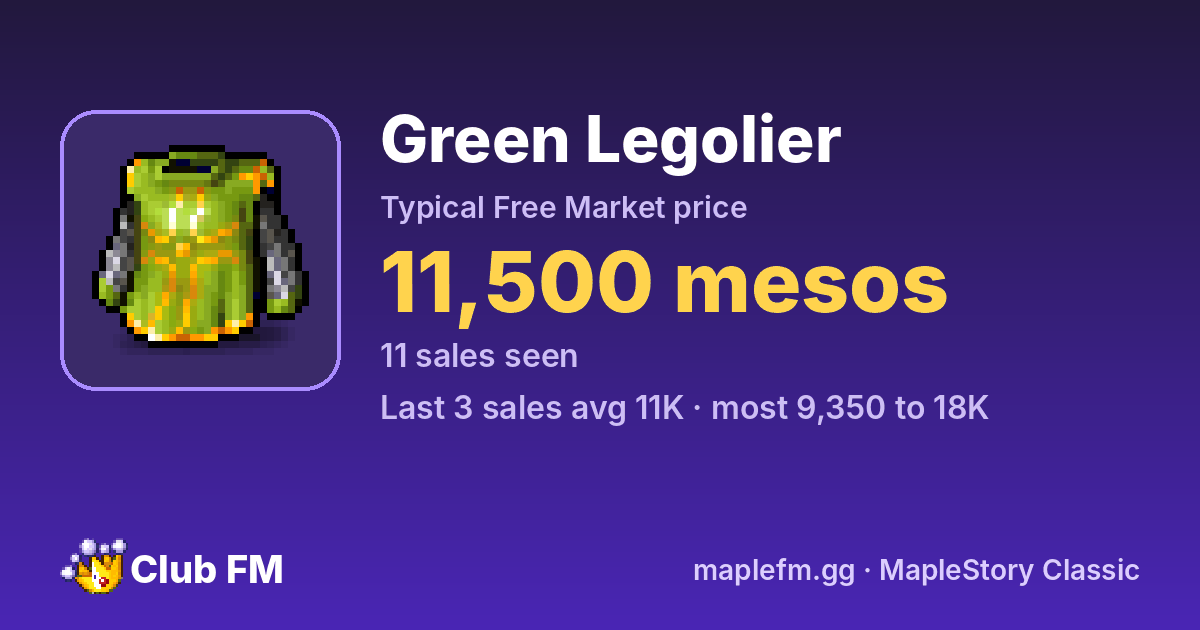 Green Legolier
Typical Free Market price
11,500 mesos
11 sales seen
Last 3 sales avg 11K · most 9,350 to 18K
Club FM
maplefm.gg · MapleStory Classic